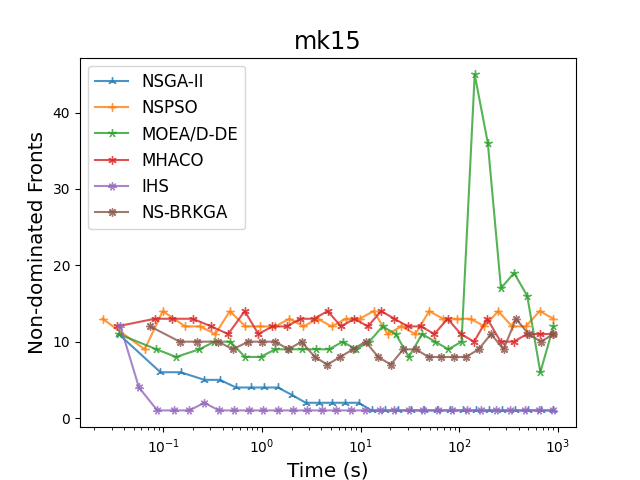 mk15
Non-dominated Fronts
40
30
20
10
0
NSGA-II
NSPSO
MOEA/D-DE
MHACO
IHS
NS-BRKGA
10⁻¹ 10⁰ 10¹ 10² 10³
Time (s)